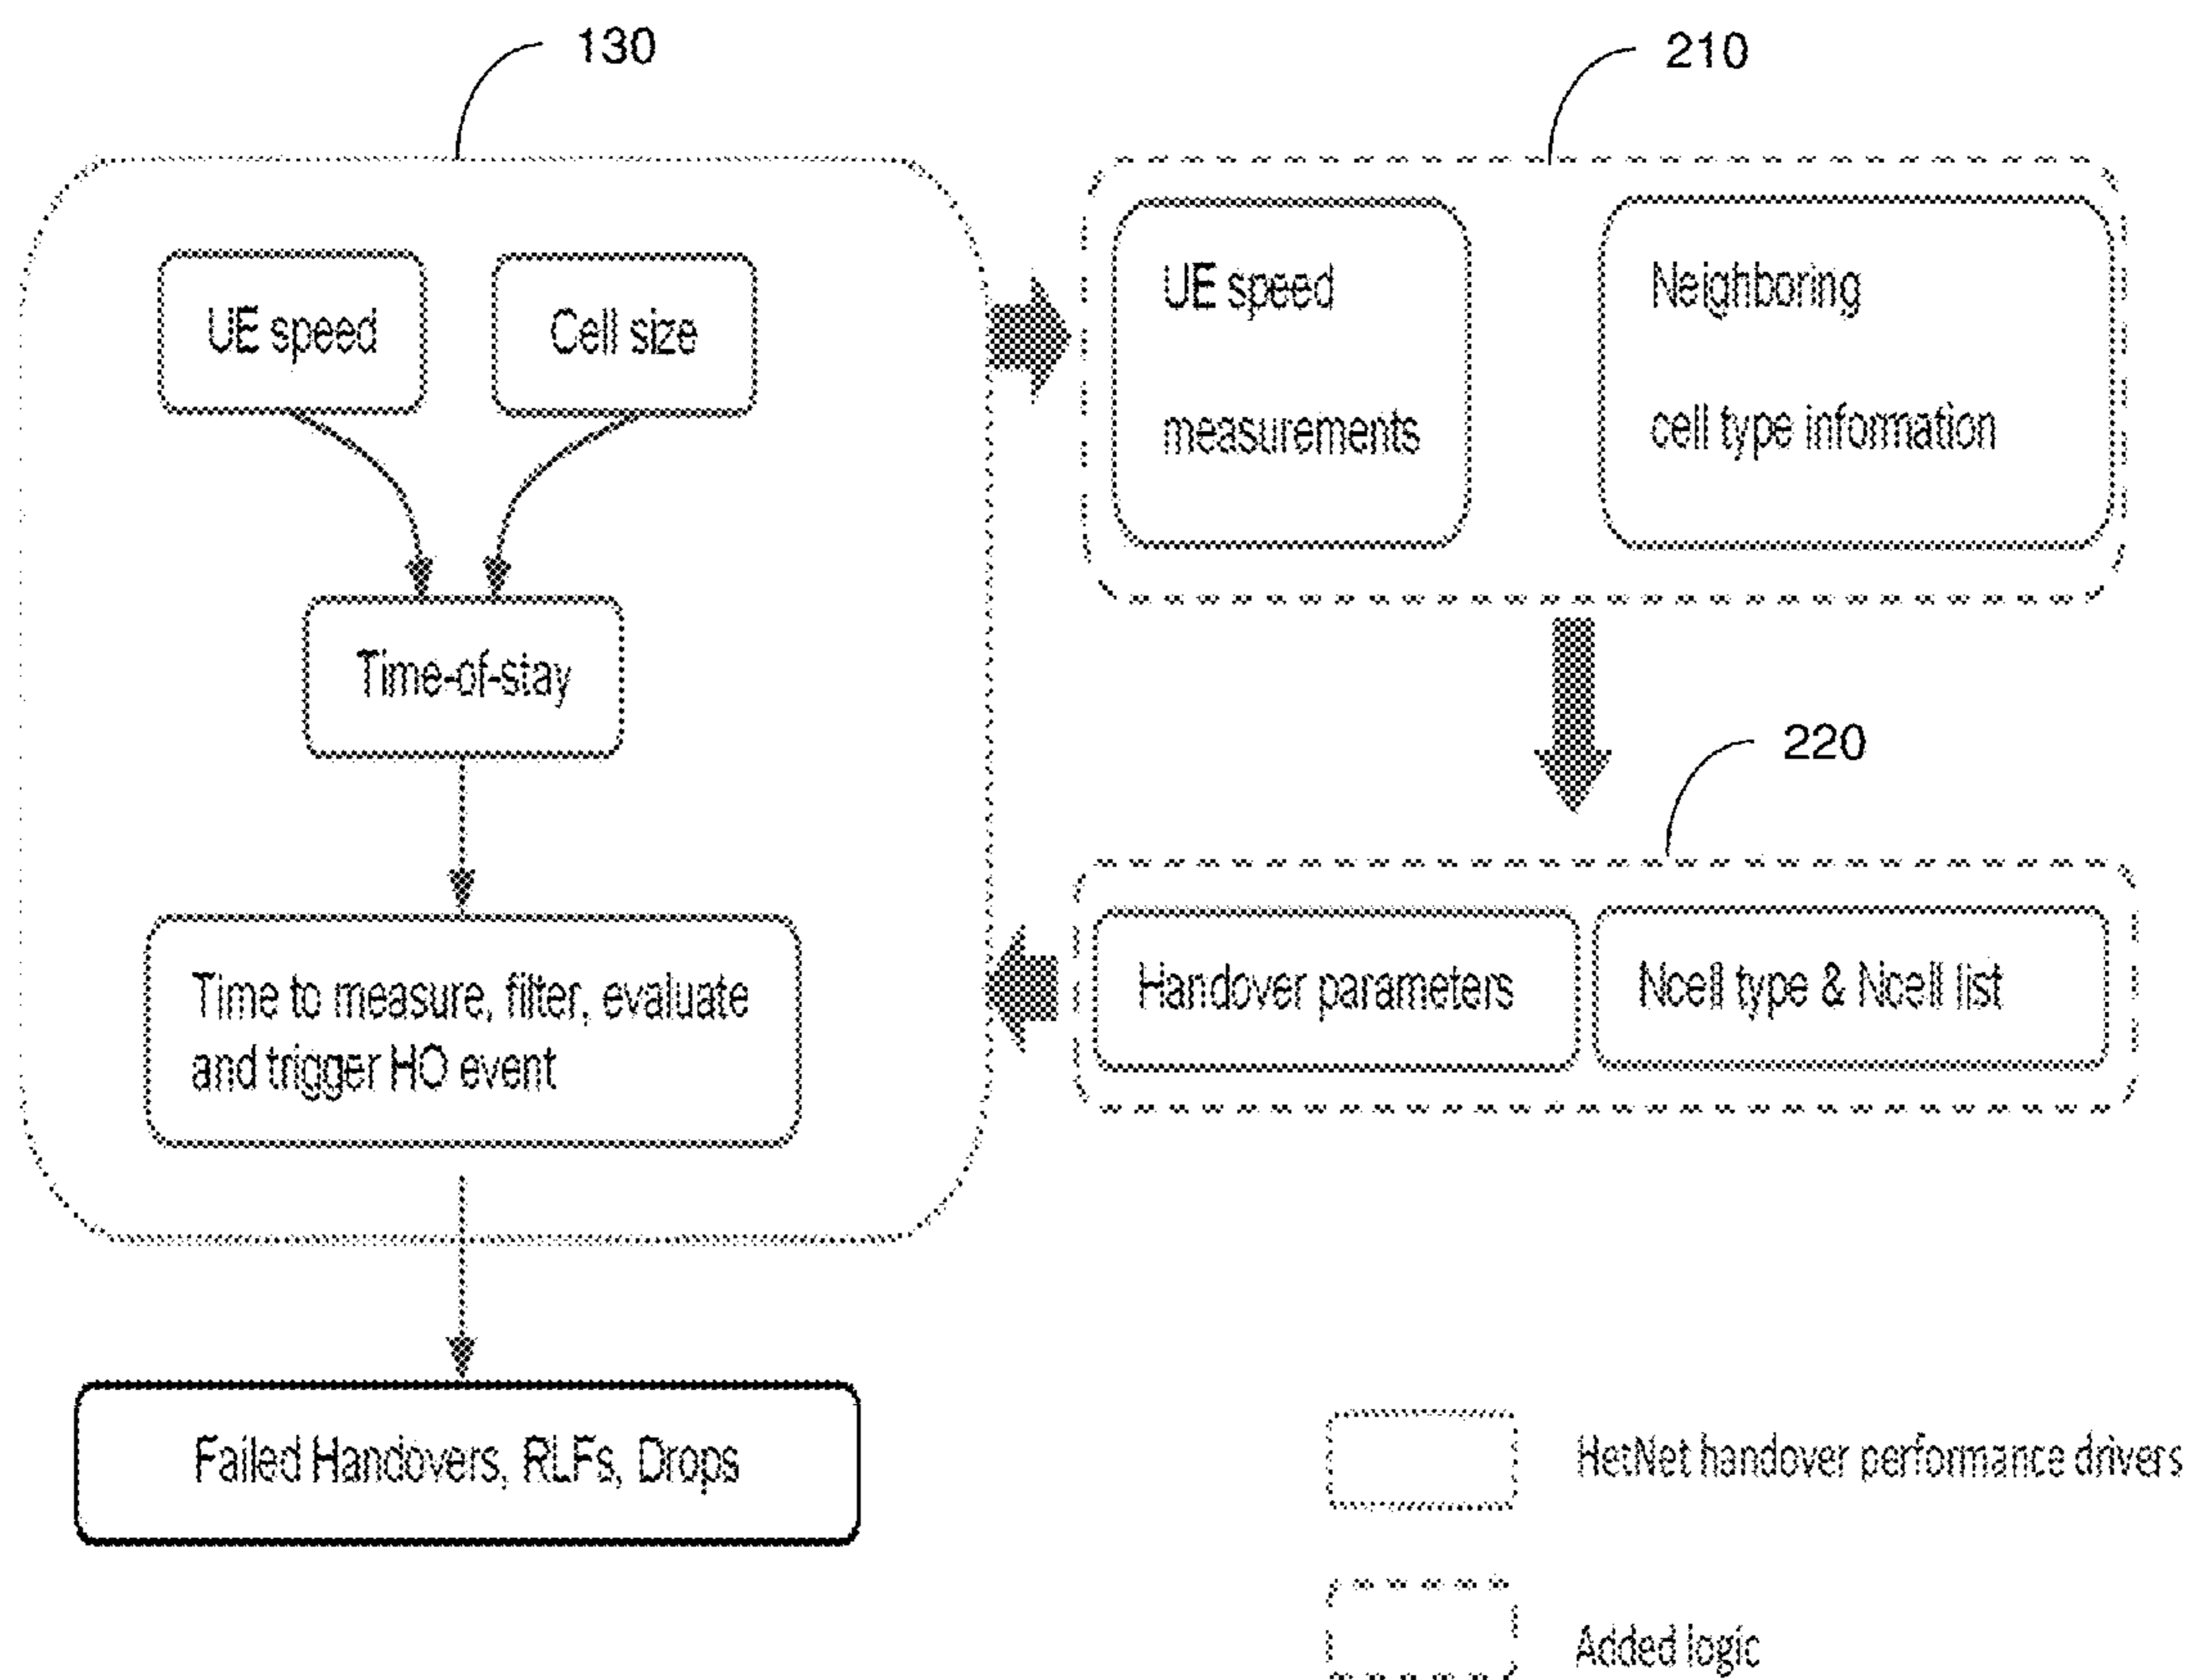 130
210
UE speed
Cell size
UE speed
measurements
Neighboring
cell type information
Time-of-stay
220
Time to measure, filter, evaluate
and trigger HO event
Handover parameters
Ncell type & Ncell list
Failed Handovers, RLFs, Drops
HetNet handover performance drivers
Added logic